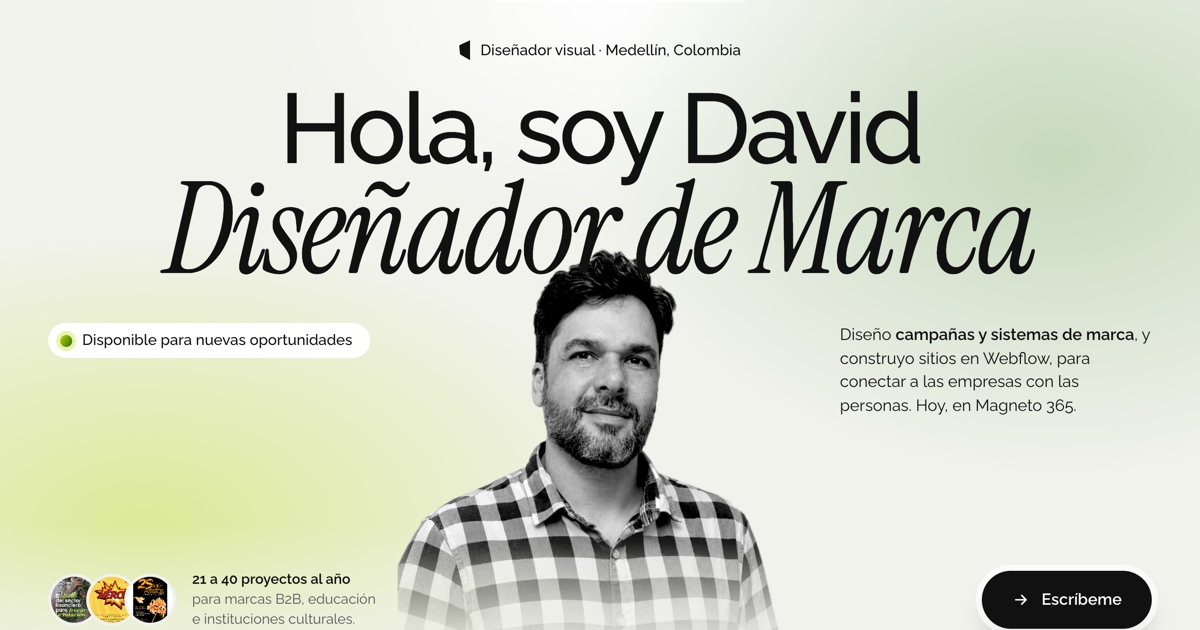 Diseñador visual · Medellín, Colombia
Hola, soy David
Diseñador de Marca
Disponible para nuevas oportunidades
Diseño campañas y sistemas de marca, y
construyo sitios en Webflow, para
conectar a las empresas con las
personas. Hoy, en Magneto 365.
21 a 40 proyectos al año
para marcas B2B, educación
e instituciones culturales.
→ Escríbeme